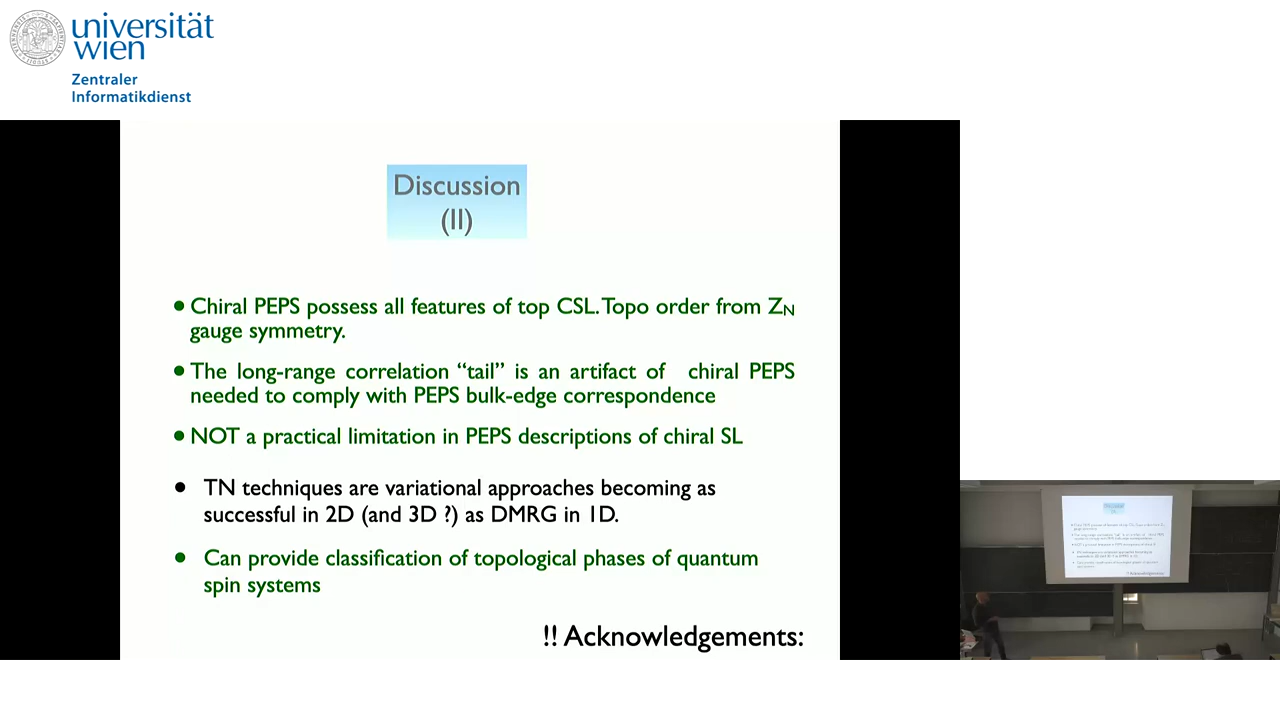 universität
wien
Zentraler
Informatikdienst
Discussion
(II)
• Chiral PEPS possess all features of top CSL. Topo order from ZN
gauge symmetry.
• The long-range correlation “tail” is an artifact of chiral PEPS
needed to comply with PEPS bulk-edge correspondence
• NOT a practical limitation in PEPS descriptions of chiral SL
• TN techniques are variational approaches becoming as
successful in 2D (and 3D ?) as DMRG in 1D.
• Can provide classification of topological phases of quantum
spin systems
!! Acknowledgements: